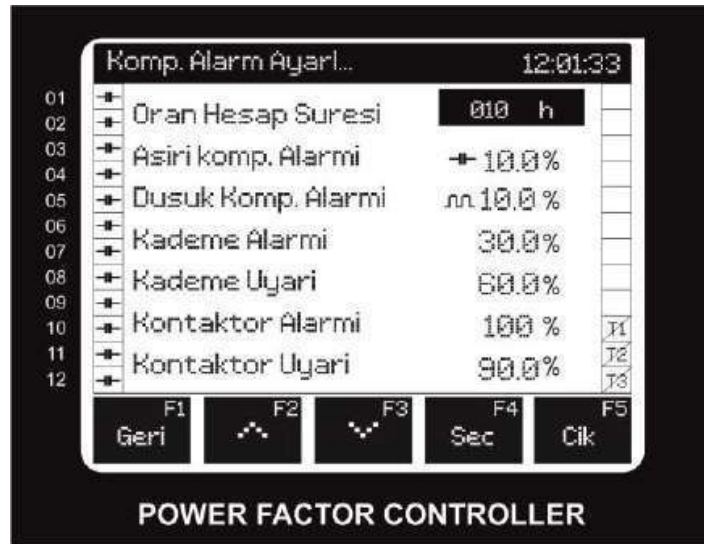 Komp. Alarm Ayarl... 12:01:33
01
02
03
04
05
06
07
08
09
10
11
12
Oran Hesap Suresi 010 h
Asiri komp. Alarmi 10.0%
Dusuk Komp. Alarmi 10.0 %
Kademe Alarmi 30.0%
Kademe Uyari 60.0%
Kontaktor Alarmi 100 %
Kontaktor Uyari 90.0%
T1
T2
T3
F1 F2 F3 F4 F5
Geri Sec Cik
POWER FACTOR CONTROLLER